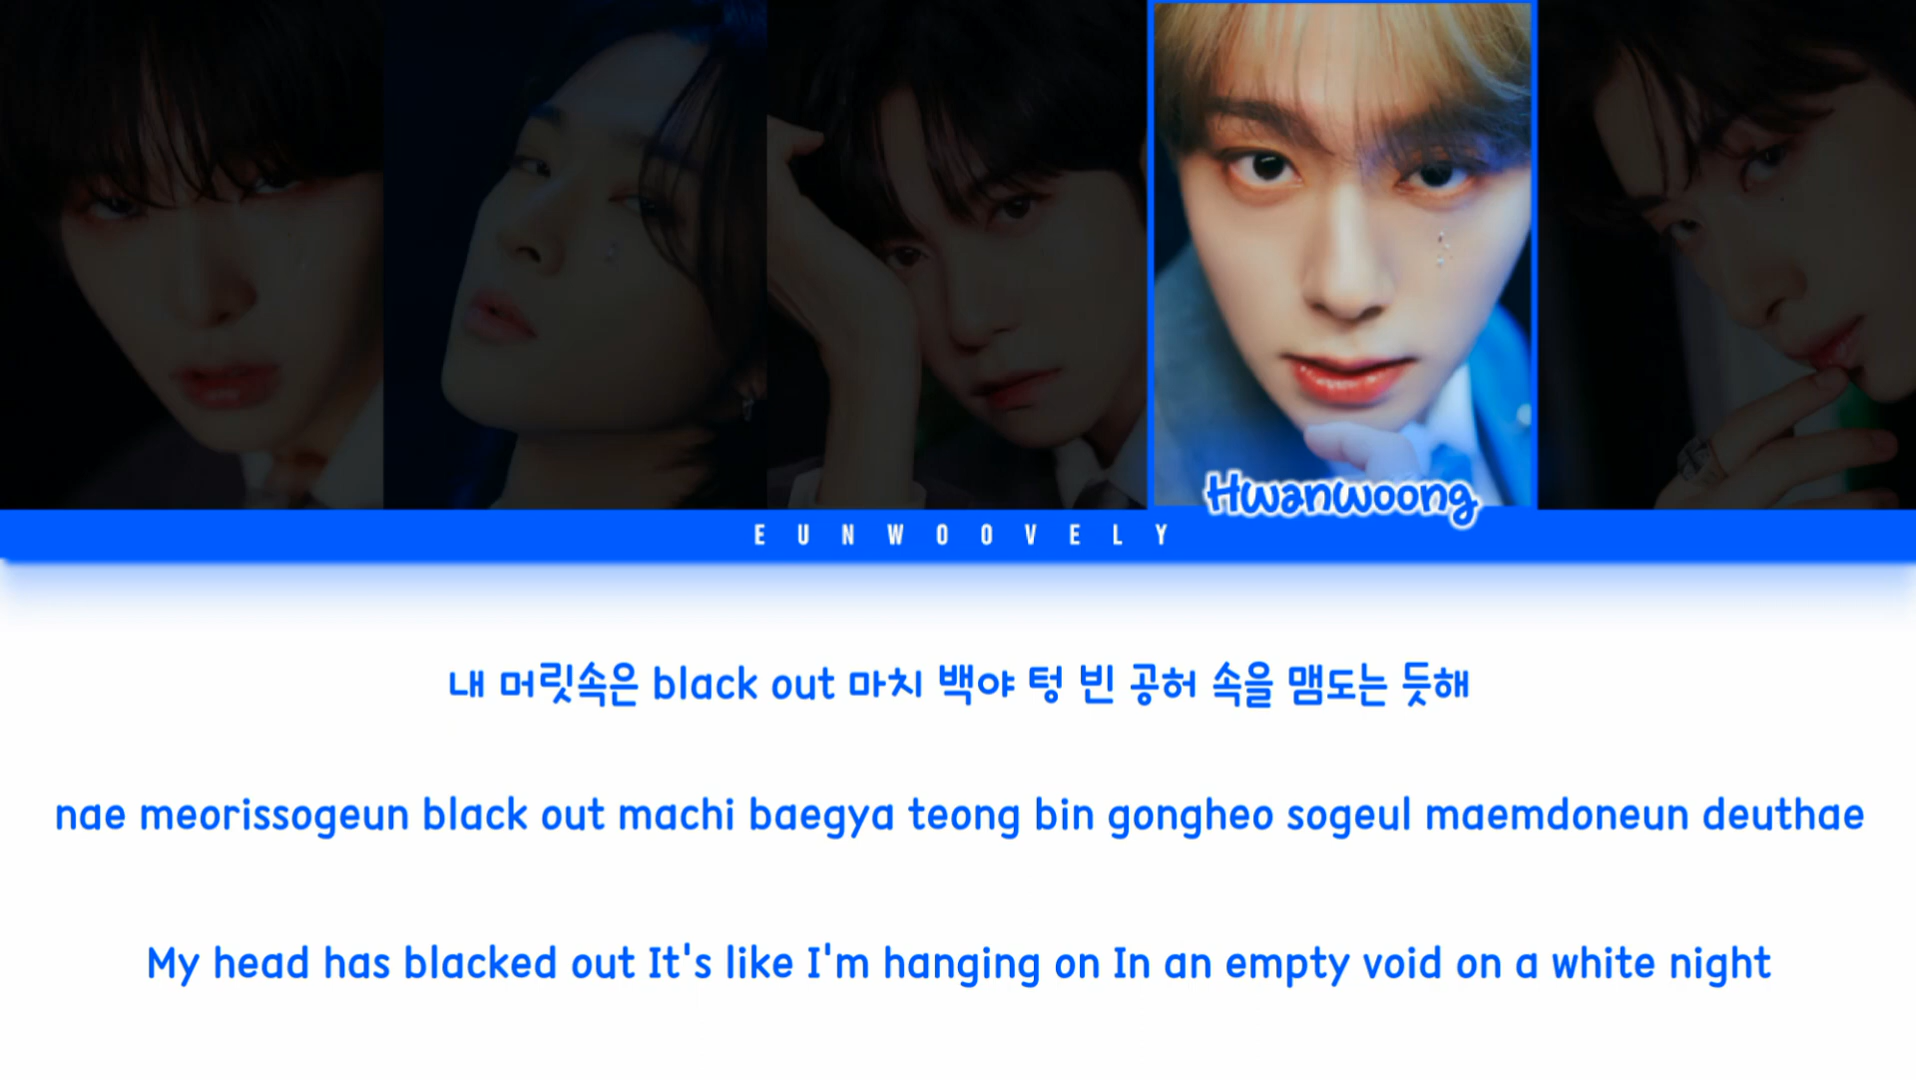 Hwanwoong
EUNWOOVELY
내 머릿속은 black out 마치 백야 텅 빈 공허 속을 맴도는 듯해
nae meorissogeun black out machi baegya teong bin gongheo sogeul maemdoneun deuthae
My head has blacked out It's like I'm hanging on In an empty void on a white night